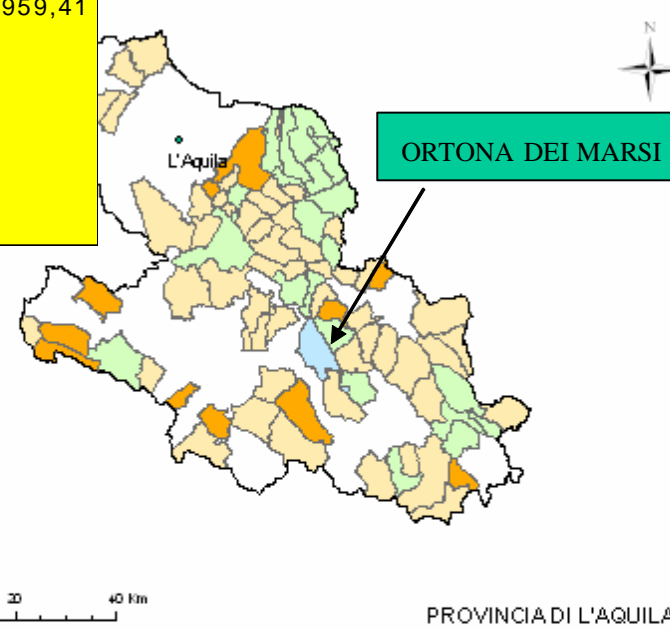 959,41
N
L'Aquila
ORTONA DEI MARSI
20 40 Km
PROVINCIA DI L'AQUILA